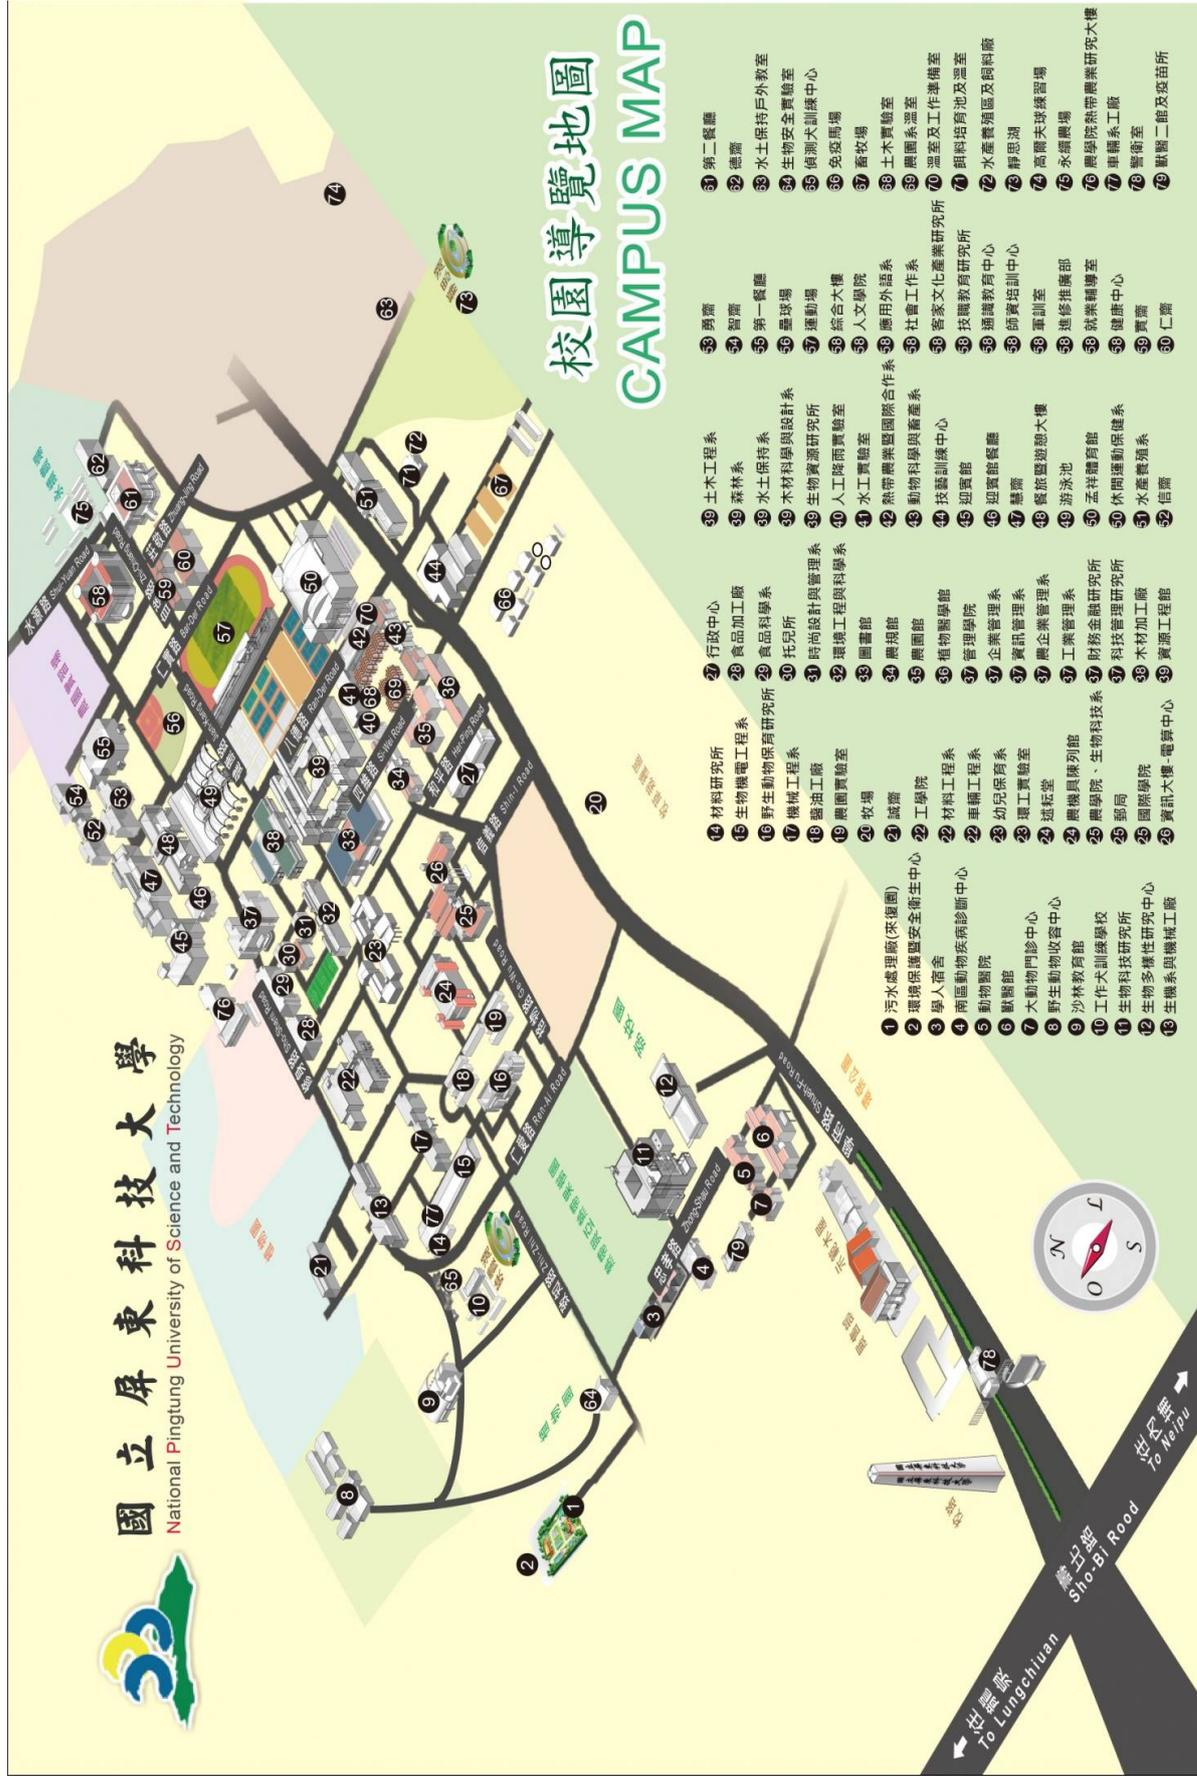 國立屏東科技大學
National Pingtung University of Science and Technology
校園導覽地圖
CAMPUS MAP
1 污水處理廠(來復園)
2 環境保護暨安全衛生中心
3 學人宿舍
4 南區動物疾病診斷中心
5 動物醫院
6 獸醫館
7 大動物門診中心
8 野生動物收容中心
9 沙林教育館
10 工作犬訓練學校
11 生物科技研究所
12 生物多樣性研究中心
13 生機系與機械工廠
14 材料研究所
15 生物機電工程系
16 野生動物保育研究所
17 機械工程系
18 醬油工廠
19 農園實驗室
20 牧場
21 誠齋
22 工學院
22 材料工程系
22 車輛工程系
23 幼兒保育系
23 環工實驗室
24 述耘堂
24 農機具陳列館
25 農學院、生物科技系
25 郵局
25 國際學院
26 資訊大樓-電算中心
27 行政中心
28 食品加工廠
29 食品科學系
30 托兒所
31 時尚設計與管理系
32 環境工程與科學系
33 圖書館
34 農規館
35 農園館
36 植物醫學館
37 管理學院
37 企業管理系
37 資訊管理系
37 農企業管理系
37 工業管理系
37 財務金融研究所
37 科技管理研究所
38 木材加工廠
39 資源工程館
39 土木工程系
39 森林系
39 水土保持系
39 木材科學與設計系
39 生物資源研究所
40 人工降雨實驗室
41 水工實驗室
42 熱帶農業暨國際合作系
43 動物科學與畜產系
44 技藝訓練中心
45 迎賓館
46 迎賓館餐廳
47 慧齋
48 餐旅暨遊憩大樓
49 游泳池
50 孟祥體育館
50 休閒運動保健系
51 水產養殖系
52 信齋
53 勇齋
54 智齋
55 第一餐廳
56 壘球場
57 運動場
58 綜合大樓
58 人文學院
58 應用外語系
58 社會工作系
58 客家文化產業研究所
58 技職教育研究所
58 通識教育中心
58 師資培訓中心
58 軍訓室
58 進修推廣部
58 就業輔導室
58 健康中心
59 實齋
60 仁齋
61 第二餐廳
62 德齋
63 水土保持戶外教室
64 生物安全實驗室
65 偵測犬訓練中心
66 免疫馬場
67 畜牧場
68 土木實驗室
69 農園系溫室
70 溫室及工作準備室
71 餌料培育池及溫室
72 水產養殖區及飼料廠
73 靜思湖
74 高爾夫球練習場
75 永續農場
76 農學院熱帶農業研究大樓
77 車輛系工廠
78 警衛室
79 獸醫二館及疫苗所
水源路 Shui-Yuan Road
Zhuang-Jing Road
Ba-De Road
四維路 Si-Wei Road
和平路 Hei-Ping Road
信義路 Shin-I Road
仁愛路 Ren-Ai Road
Zhi-Zhi Road
忠孝路 Zhong-Shau Road
學府路 Shueh-Fu Road
Sho-Bi Rood
往龍泉
To Lungchiuan
往內埔
To Neipu
N
L
S
O